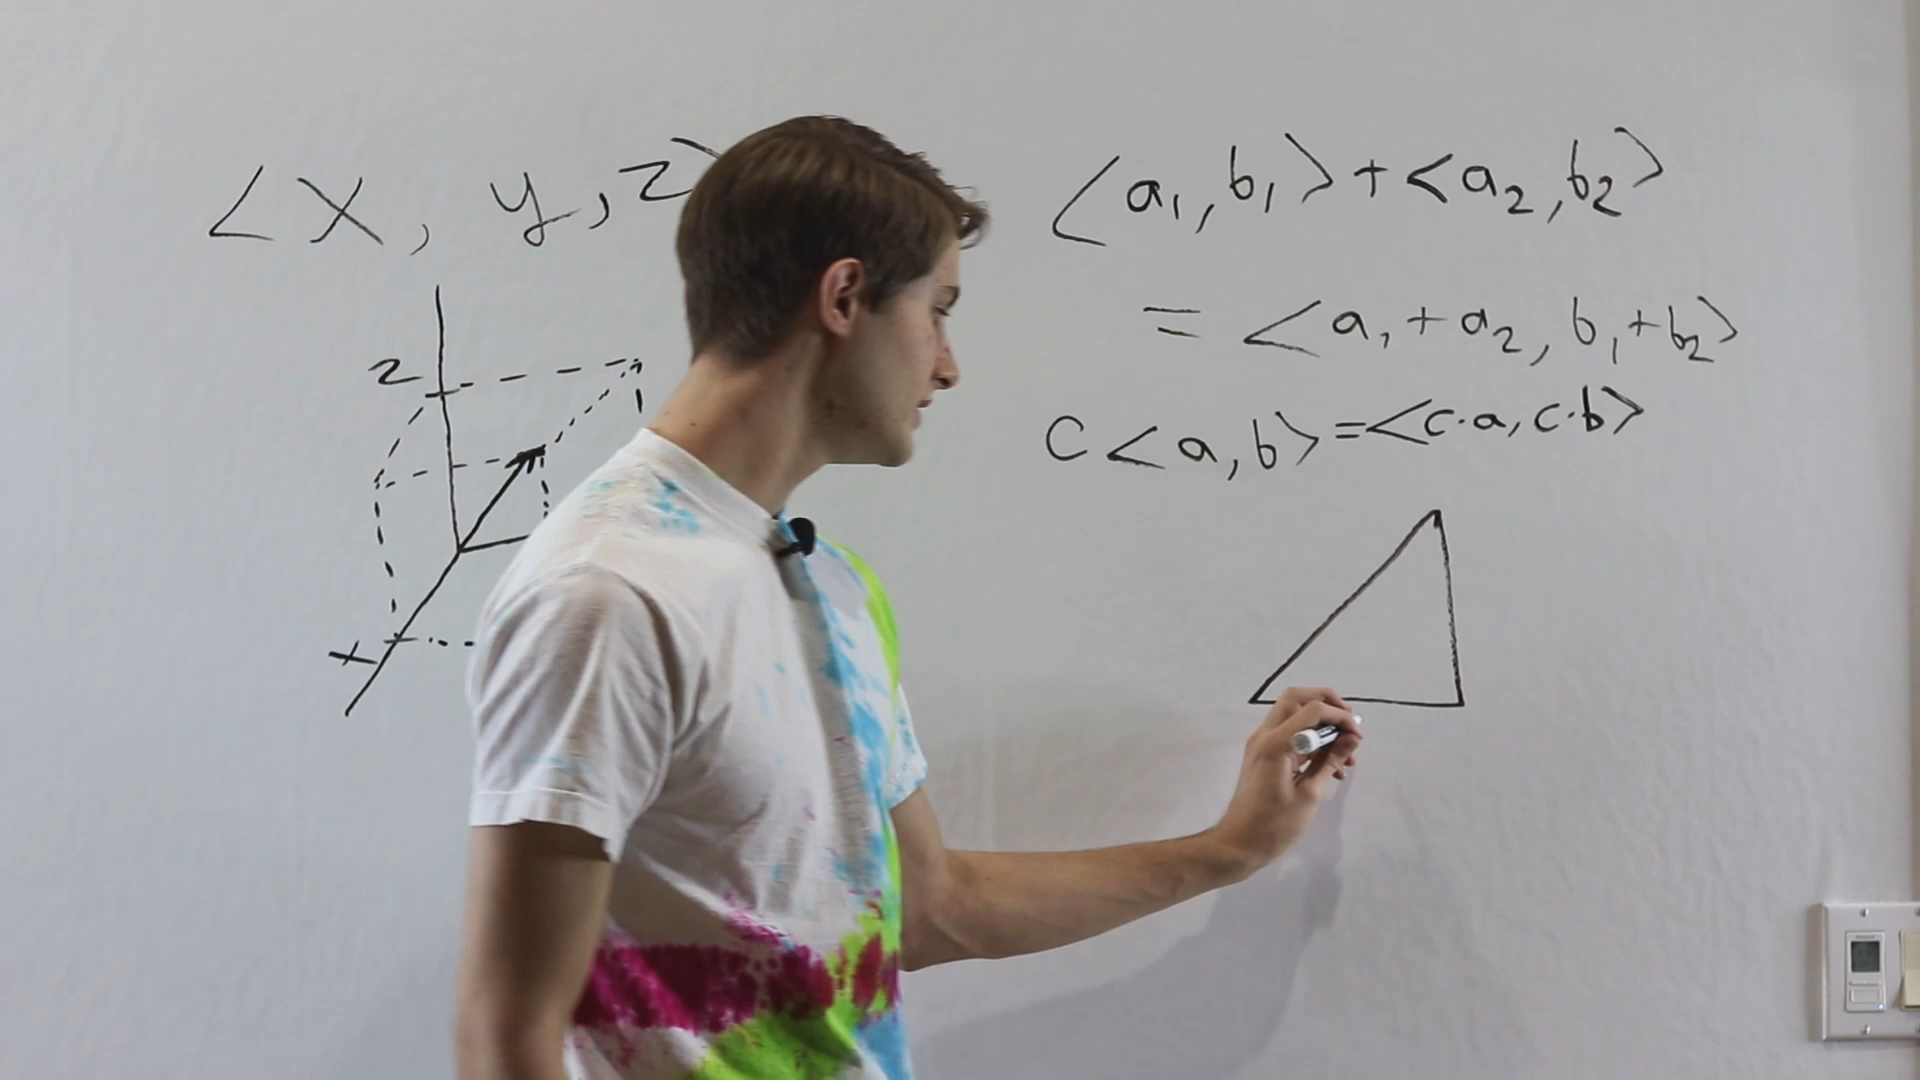 <x, y, z>
z
x
<a₁, b₁> + <a₂, b₂>
= <a₁ + a₂, b₁ + b₂>
c<a, b> = <c·a, c·b>